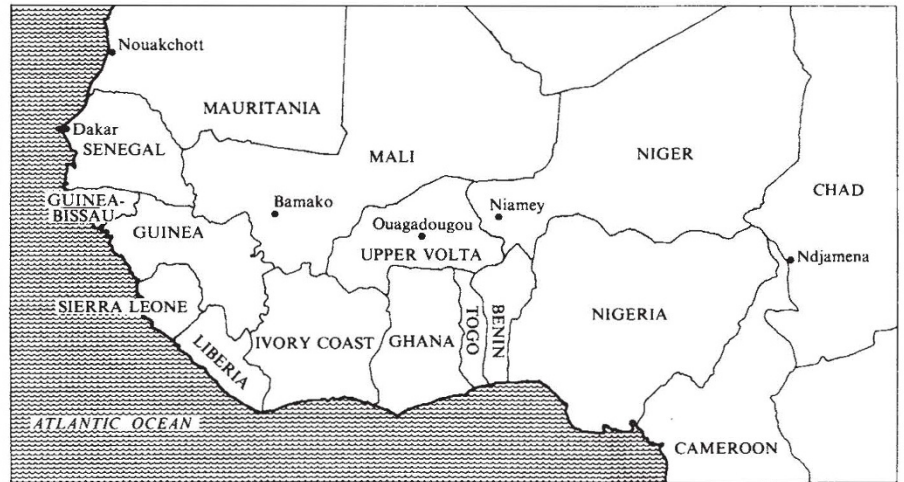 Nouakchott
MAURITANIA
Dakar
SENEGAL
MALI
NIGER
CHAD
GUINEA-
BISSAU
Bamako
Niamey
GUINEA
Ouagadougou
UPPER VOLTA
Ndjamena
SIERRA LEONE
LIBERIA
IVORY COAST
GHANA
TOGO
BENIN
NIGERIA
ATLANTIC OCEAN
CAMEROON